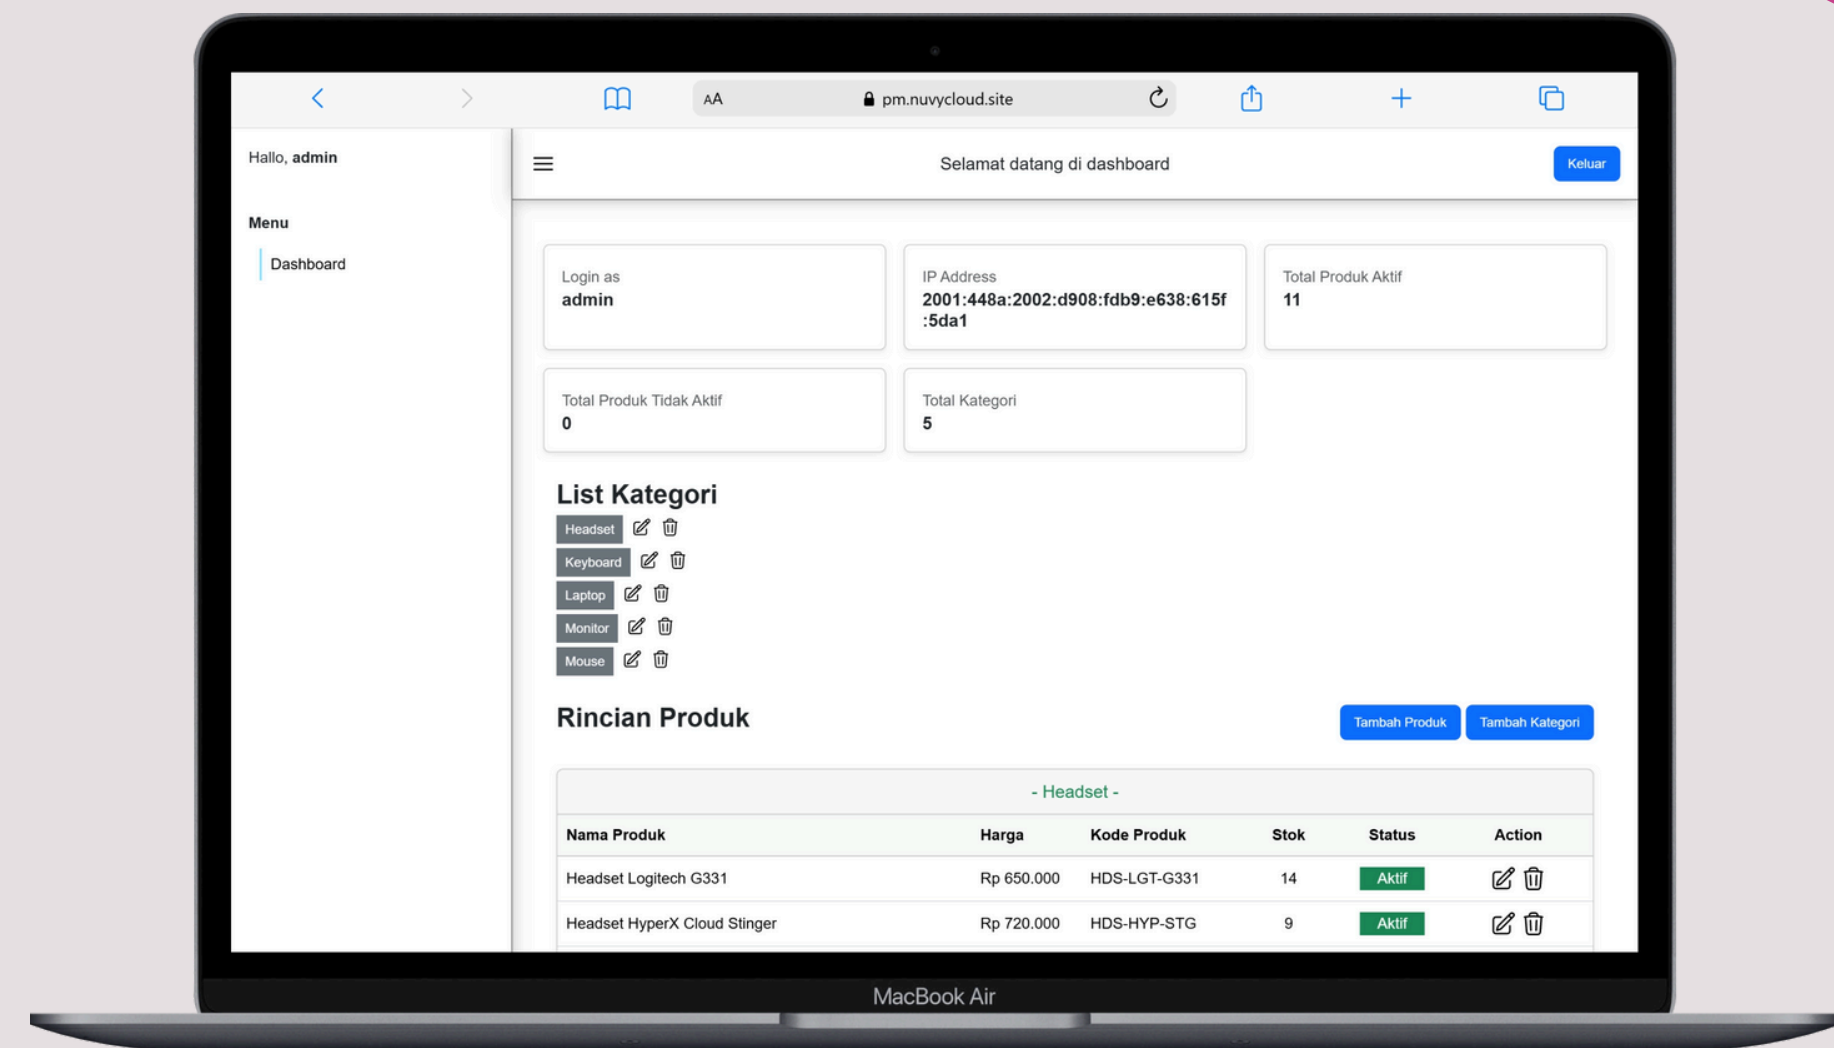 AA
pm.nuvycloud.site
Hallo, admin
Selamat datang di dashboard
Keluar
Menu
Dashboard
Login as
admin
IP Address
2001:448a:2002:d908:fdb9:e638:615f
:5da1
Total Produk Aktif
11
Total Produk Tidak Aktif
0
Total Kategori
5
List Kategori
Headset
Keyboard
Laptop
Monitor
Mouse
Rincian Produk
Tambah Produk
Tambah Kategori
- Headset -
Nama Produk Harga Kode Produk Stok Status Action
Headset Logitech G331 Rp 650.000 HDS-LGT-G331 14 Aktif
Headset HyperX Cloud Stinger Rp 720.000 HDS-HYP-STG 9 Aktif
MacBook Air